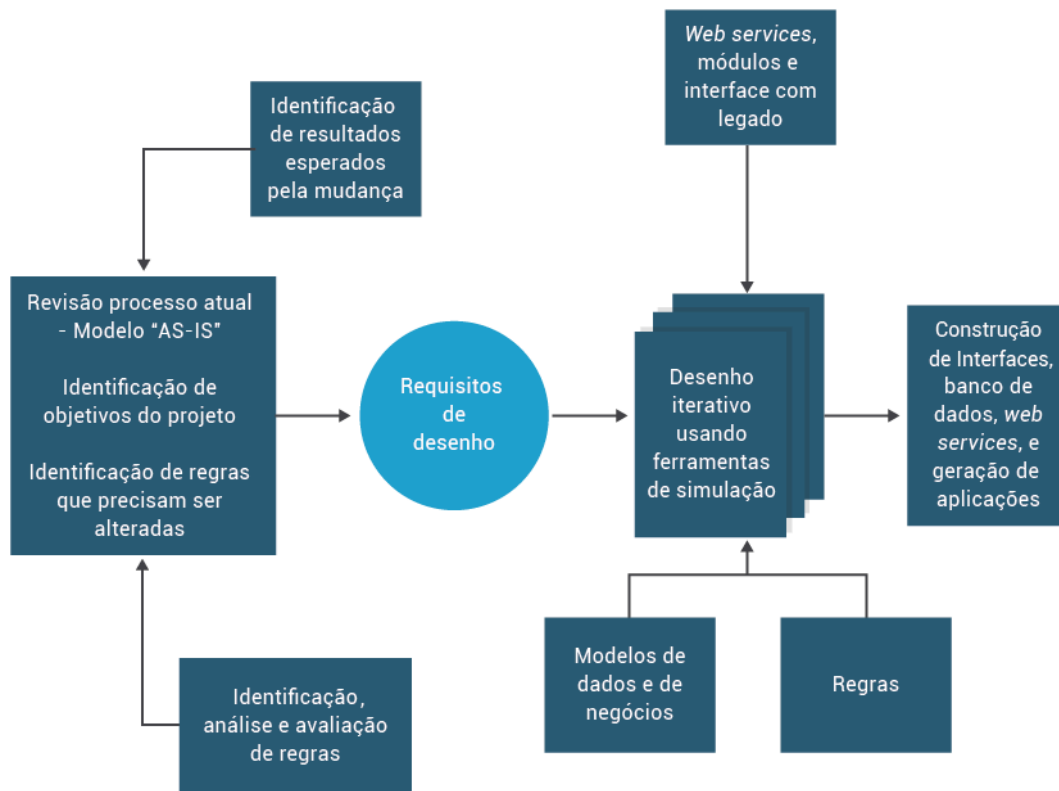 Web services,
módulos e
interface com
legado
Identificação
de resultados
esperados
pela mudança
Revisão processo atual
- Modelo “AS-IS”
Identificação de
objetivos do projeto
Identificação de regras
que precisam ser
alteradas
Requisitos
de
desenho
Desenho
iterativo
usando
ferramentas
de simulação
Construção
de Interfaces,
banco de
dados, web
services, e
geração de
aplicações
Identificação,
análise e avaliação
de regras
Modelos de
dados e de
negócios
Regras